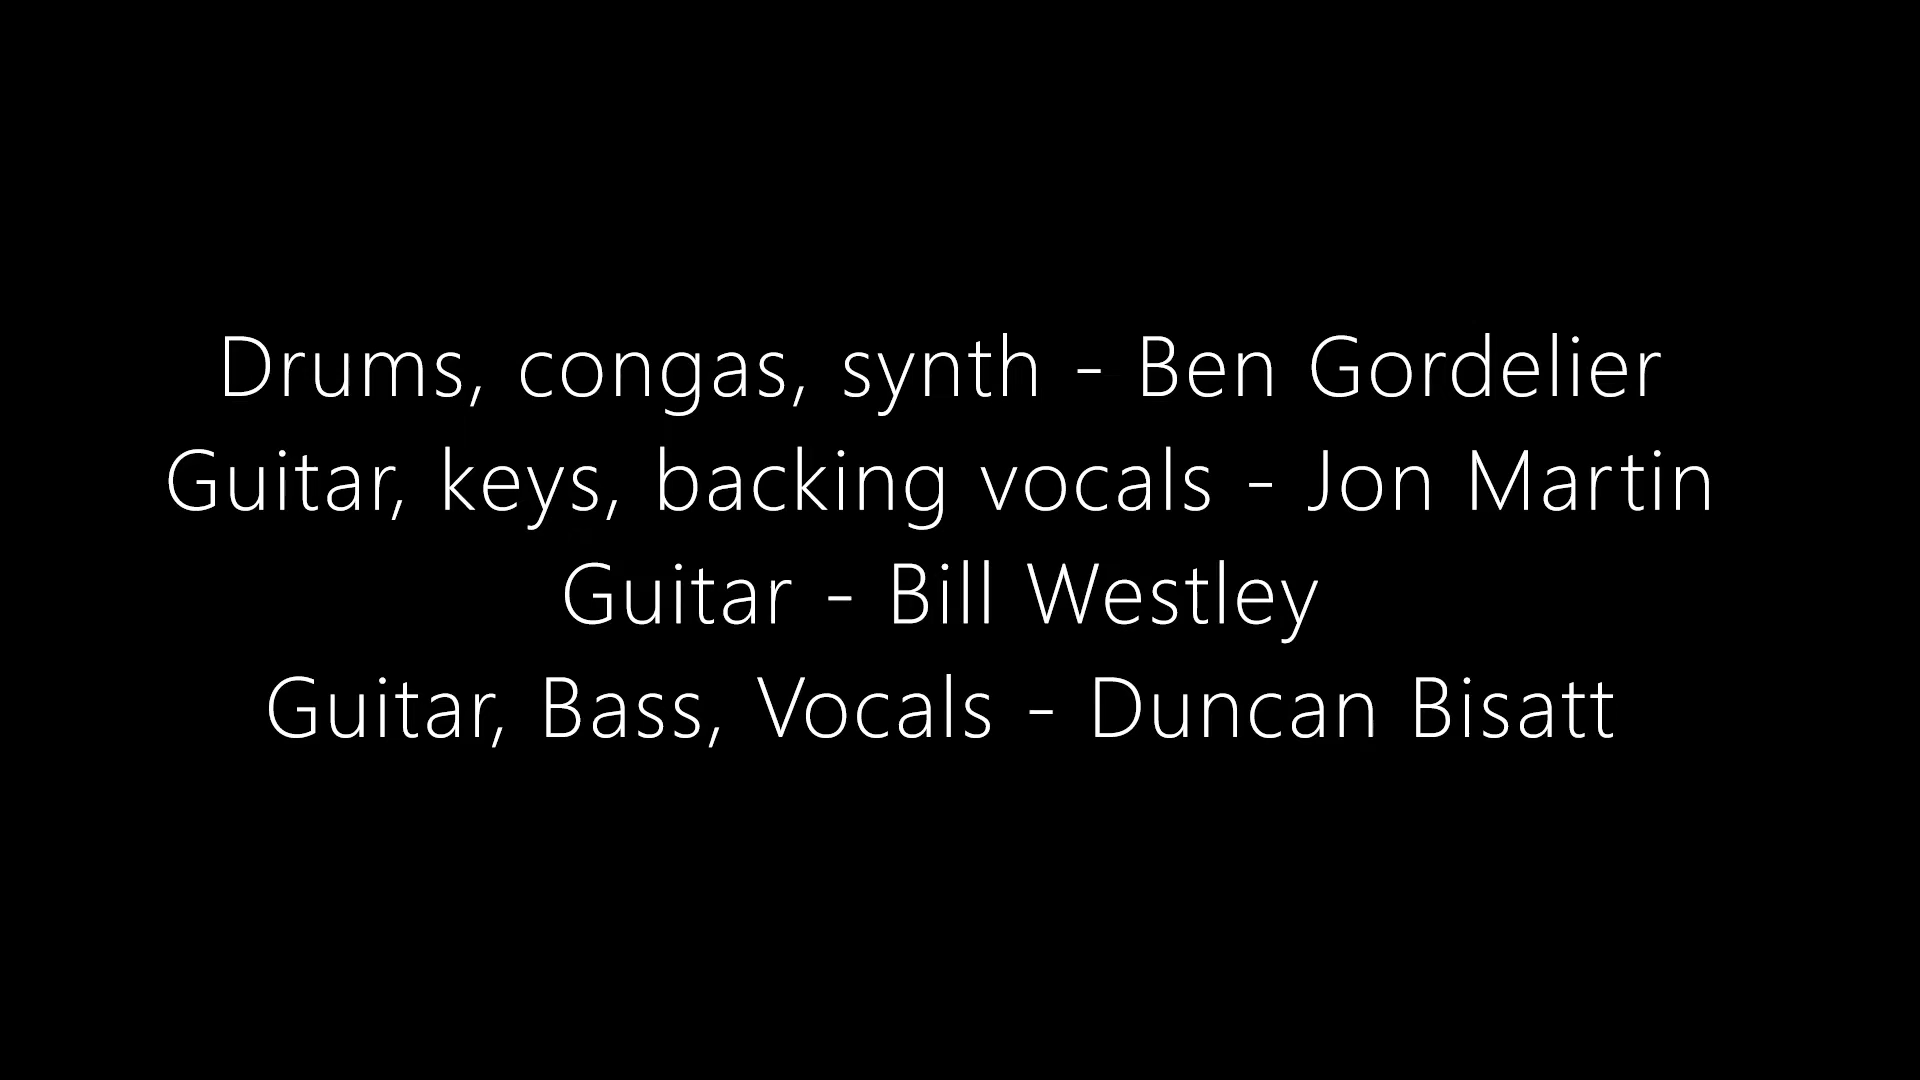 Drums, congas, synth - Ben Gordelier
Guitar, keys, backing vocals - Jon Martin
Guitar - Bill Westley
Guitar, Bass, Vocals - Duncan Bisatt